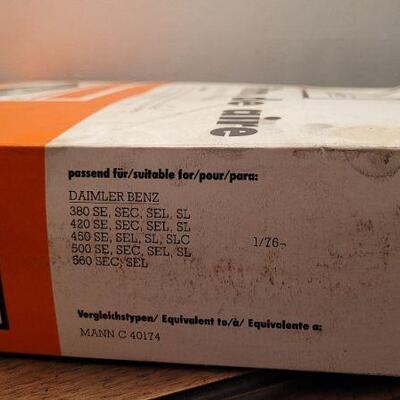 de aire
passend für/suitable for/pour/para:
DAIMLER BENZ
380 SE, SEC, SEL, SL
420 SE, SEC, SEL, SL
450 SE, SEL, SL, SLC 1/76-
500 SE, SEC, SEL, SL
560 SEC, SEL
Vergleichstypen/ Equivalent to/à/ Equivalente a:
MANN C 40174